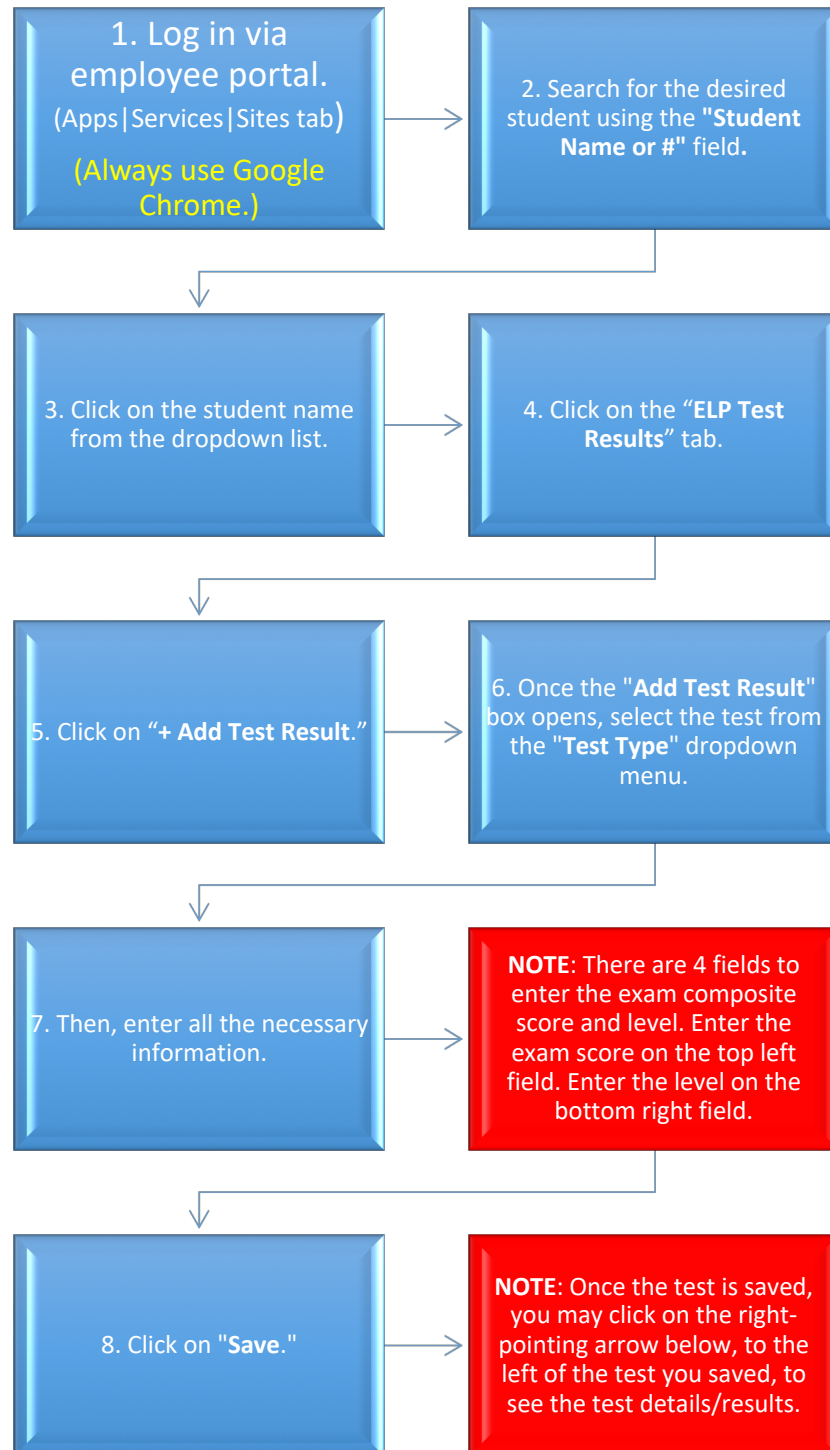 1. Log in via
employee portal.
(Apps|Services|Sites tab)
(Always use Google
Chrome.)
2. Search for the desired
student using the "Student
Name or #" field.
3. Click on the student name
from the dropdown list.
4. Click on the “ELP Test
Results” tab.
5. Click on “+ Add Test Result.”
6. Once the "Add Test Result"
box opens, select the test from
the "Test Type" dropdown
menu.
7. Then, enter all the necessary
information.
NOTE: There are 4 fields to
enter the exam composite
score and level. Enter the
exam score on the top left
field. Enter the level on the
bottom right field.
8. Click on "Save."
NOTE: Once the test is saved,
you may click on the right-
pointing arrow below, to the
left of the test you saved, to
see the test details/results.